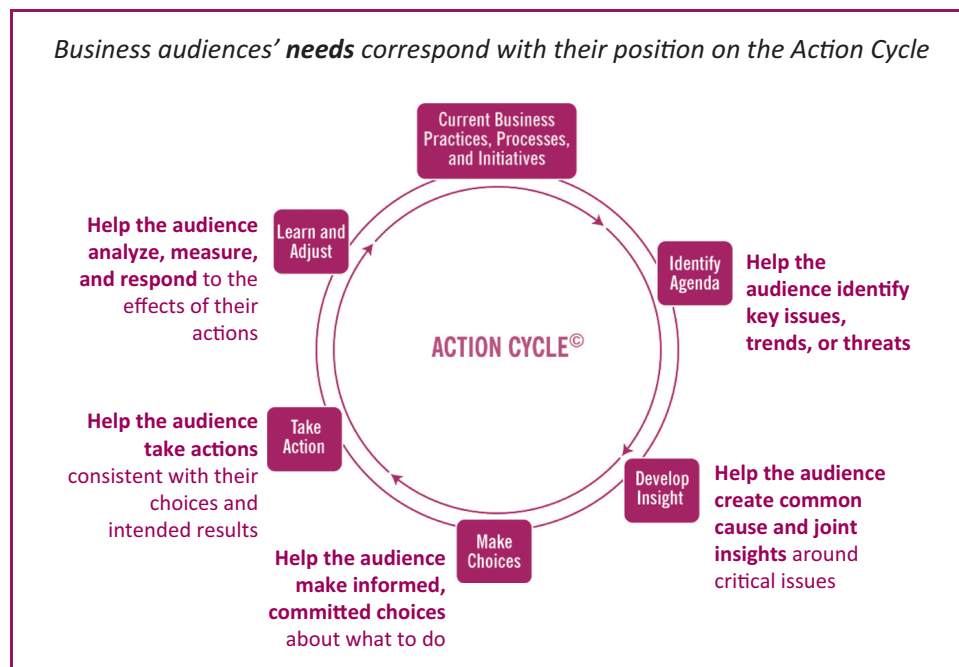 Business audiences’ needs correspond with their position on the Action Cycle
Current Business
Practices, Processes,
and Initiatives
Identify
Agenda
Help the
audience identify
key issues,
trends, or threats
Develop
Insight
Help the audience
create common
cause and joint
insights around
critical issues
Make
Choices
Help the audience
make informed,
committed choices
about what to do
Take
Action
Help the audience
take actions
consistent with their
choices and
intended results
Learn and
Adjust
Help the audience
analyze, measure,
and respond to the
effects of their
actions
ACTION CYCLE©